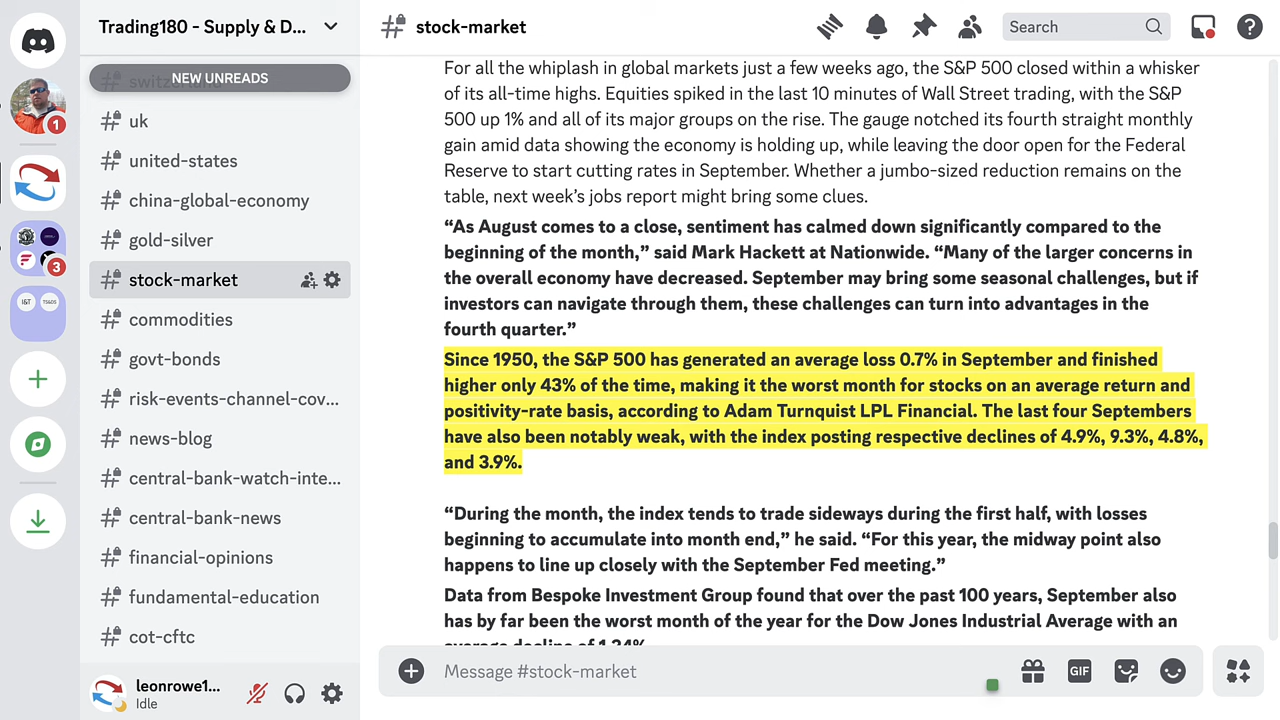 Trading180 - Supply & D...
stock-market
Search
1
3
I&T
TS&DS
switzerland
NEW UNREADS
uk
united-states
china-global-economy
gold-silver
stock-market
commodities
govt-bonds
risk-events-channel-cov...
news-blog
central-bank-watch-inte...
central-bank-news
financial-opinions
fundamental-education
cot-cftc
leonrowe1...
Idle
For all the whiplash in global markets just a few weeks ago, the S&P 500 closed within a whisker
of its all-time highs. Equities spiked in the last 10 minutes of Wall Street trading, with the S&P
500 up 1% and all of its major groups on the rise. The gauge notched its fourth straight monthly
gain amid data showing the economy is holding up, while leaving the door open for the Federal
Reserve to start cutting rates in September. Whether a jumbo-sized reduction remains on the
table, next week’s jobs report might bring some clues.
“As August comes to a close, sentiment has calmed down significantly compared to the
beginning of the month,” said Mark Hackett at Nationwide. “Many of the larger concerns in
the overall economy have decreased. September may bring some seasonal challenges, but if
investors can navigate through them, these challenges can turn into advantages in the
fourth quarter.”
Since 1950, the S&P 500 has generated an average loss 0.7% in September and finished
higher only 43% of the time, making it the worst month for stocks on an average return and
positivity-rate basis, according to Adam Turnquist LPL Financial. The last four Septembers
have also been notably weak, with the index posting respective declines of 4.9%, 9.3%, 4.8%,
and 3.9%.
“During the month, the index tends to trade sideways during the first half, with losses
beginning to accumulate into month end,” he said. “For this year, the midway point also
happens to line up closely with the September Fed meeting.”
Data from Bespoke Investment Group found that over the past 100 years, September also
has by far been the worst month of the year for the Dow Jones Industrial Average with an
average decline of 1.24%
Message #stock-market
GIF